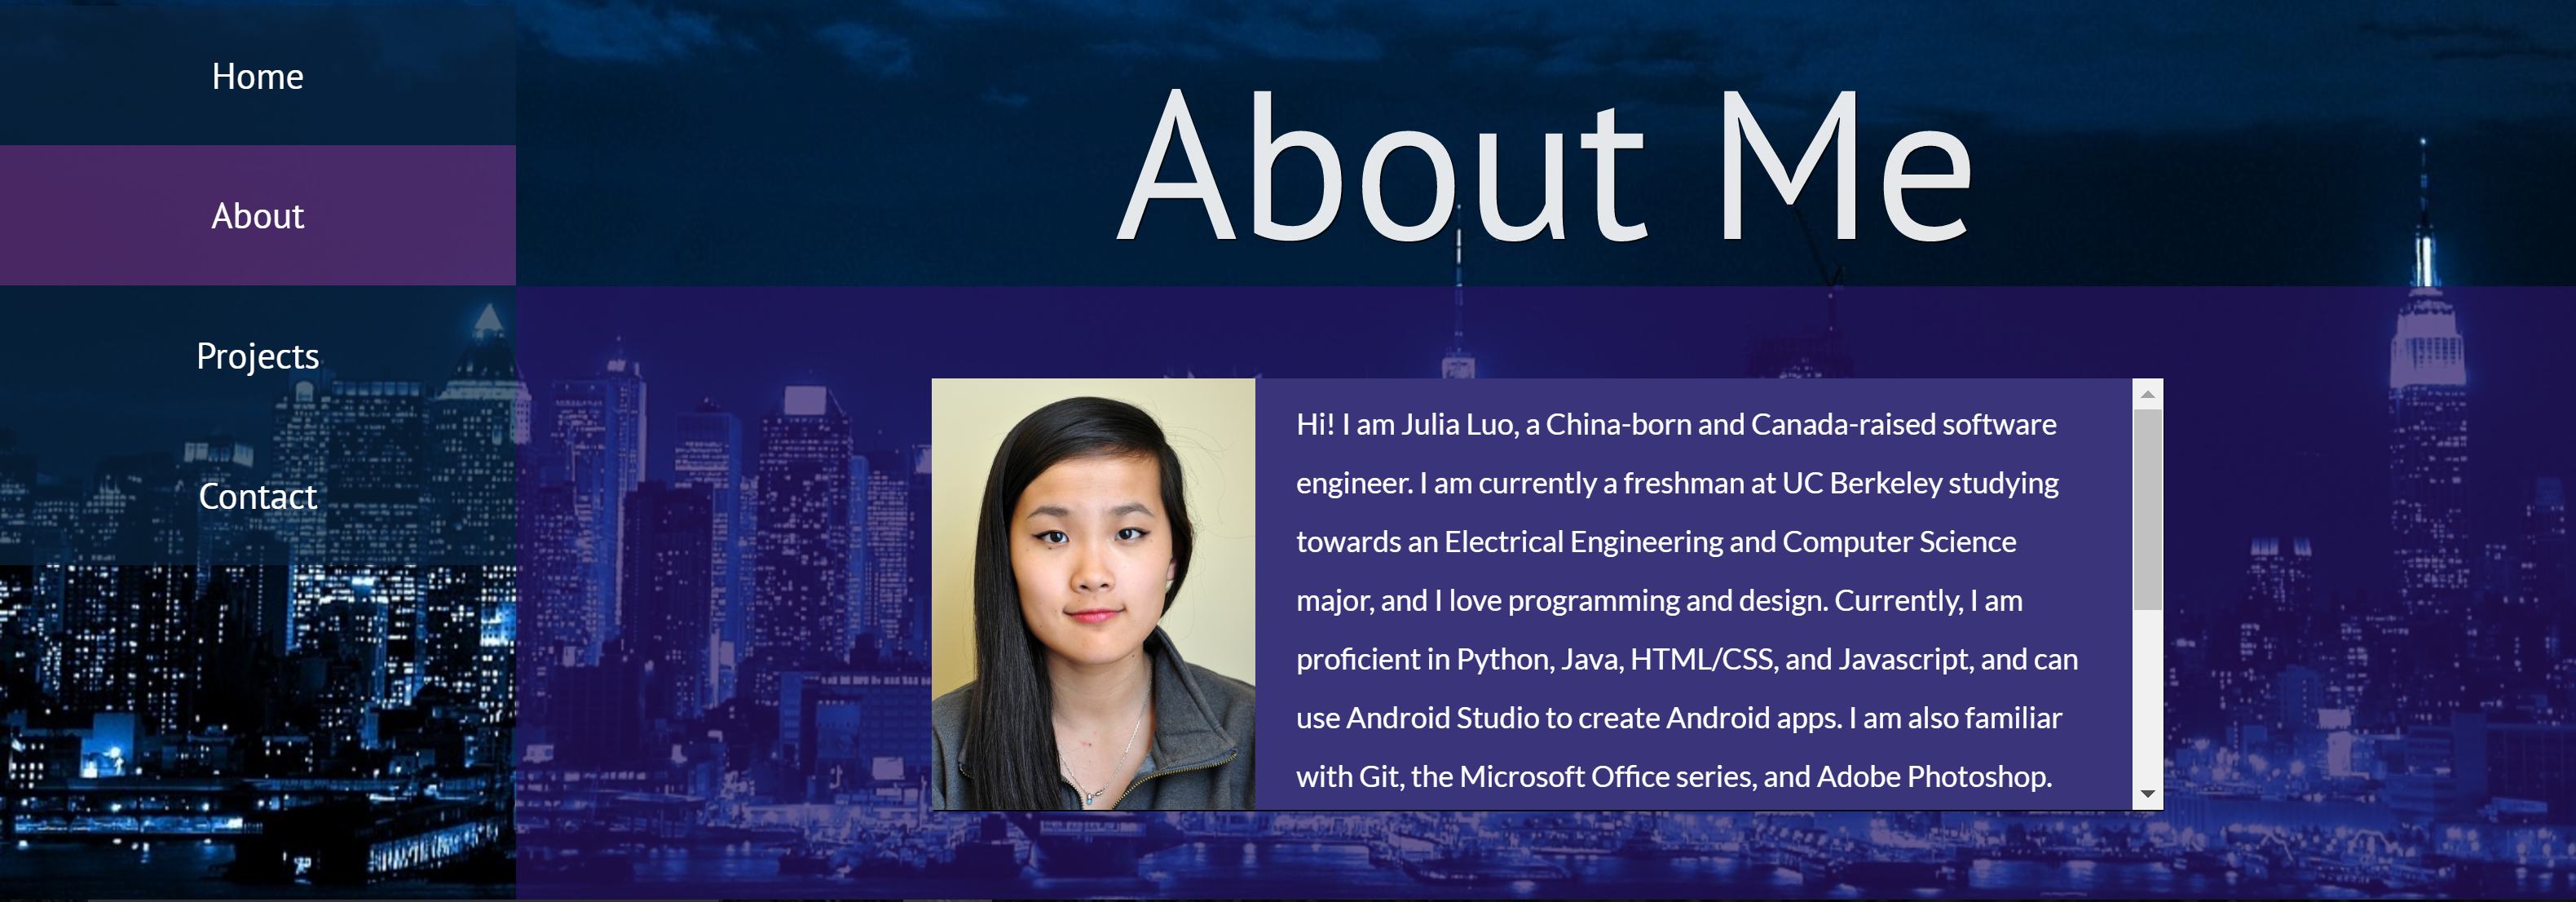 Home
About
Projects
Contact
About Me
Hi! I am Julia Luo, a China-born and Canada-raised software
engineer. I am currently a freshman at UC Berkeley studying
towards an Electrical Engineering and Computer Science
major, and I love programming and design. Currently, I am
proficient in Python, Java, HTML/CSS, and Javascript, and can
use Android Studio to create Android apps. I am also familiar
with Git, the Microsoft Office series, and Adobe Photoshop.